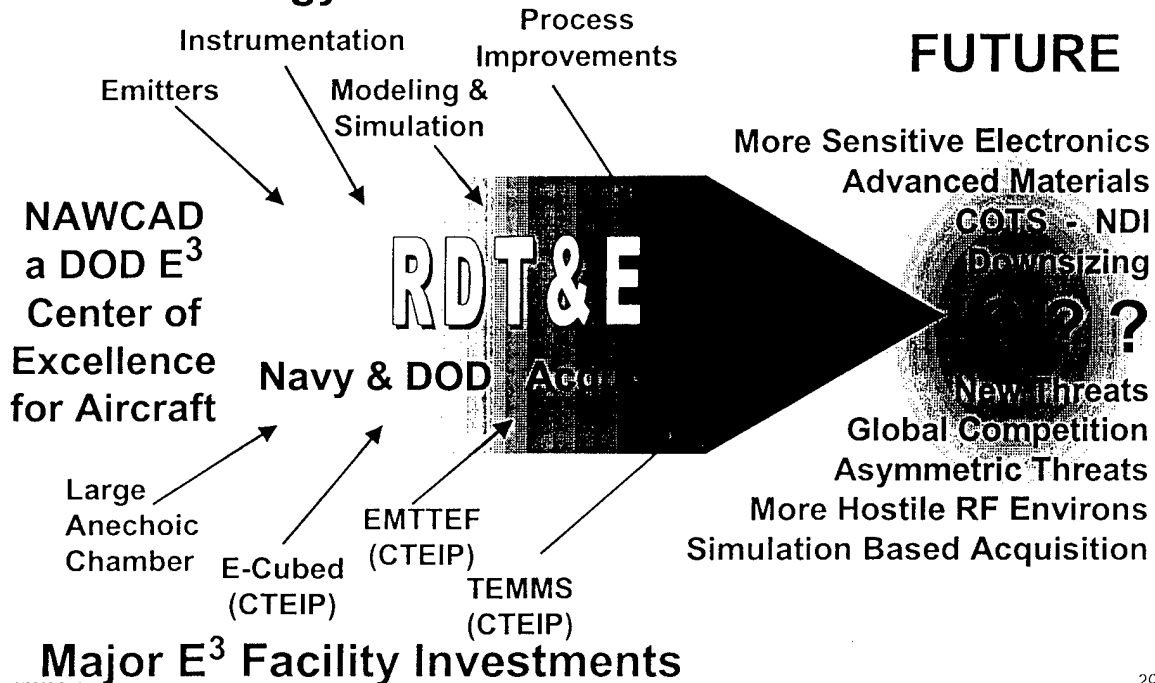 Process
Improvements
Instrumentation
FUTURE
Emitters
Modeling &
Simulation
More Sensitive Electronics
Advanced Materials
COTS - NDI
Downsizing
NAWCAD
a DOD E³
Center of
Excellence
for Aircraft
RDT&E
Navy & DOD
? ? ?
New Threats
Global Competition
Asymmetric Threats
More Hostile RF Environs
Simulation Based Acquisition
Large
Anechoic
Chamber
E-Cubed
(CTEIP)
EMTTEF
(CTEIP)
TEMMS
(CTEIP)
Major E³ Facility Investments